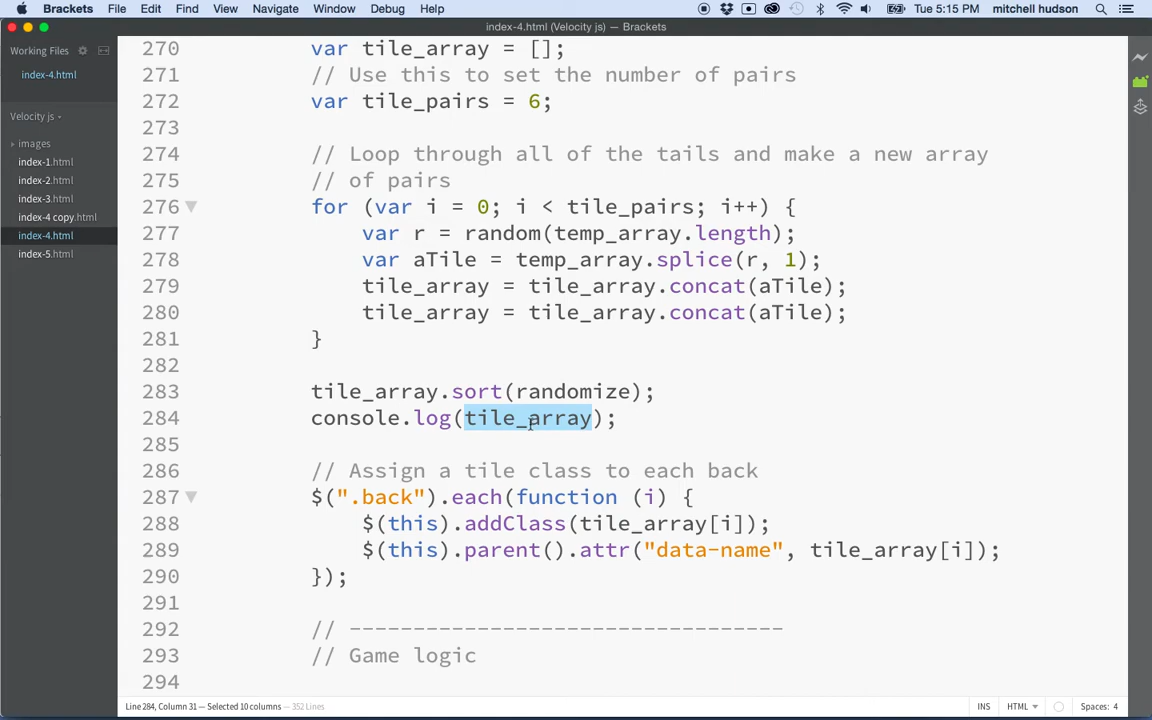 Brackets File Edit Find View Navigate Window Debug Help Tu 5:15 PM mitchell hudson
index-4.html (Velocity js) — Brackets
Working Files
index-4.html
Velocity js
images
index-1.html
index-2.html
index-3.html
index-4 copy.html
index-4.html
index-5.html
270 var tile_array = [];
271 // Use this to set the number of pairs
272 var tile_pairs = 6;
273
274 // Loop through all of the tails and make a new array
275 // of pairs
276 for (var i = 0; i < tile_pairs; i++) {
277 var r = random(temp_array.length);
278 var aTile = temp_array.splice(r, 1);
279 tile_array = tile_array.concat(aTile);
280 tile_array = tile_array.concat(aTile);
281 }
282
283 tile_array.sort(randomize);
284 console.log(tile_array);
285
286 // Assign a tile class to each back
287 $(".back").each(function (i) {
288 $(this).addClass(tile_array[i]);
289 $(this).parent().attr("data-name", tile_array[i]);
290 });
291
292 // ----------------------------------
293 // Game logic
294
Line 284, Column 31 — Selected 10 columns — 352 Lines
INS HTML Spaces: 4